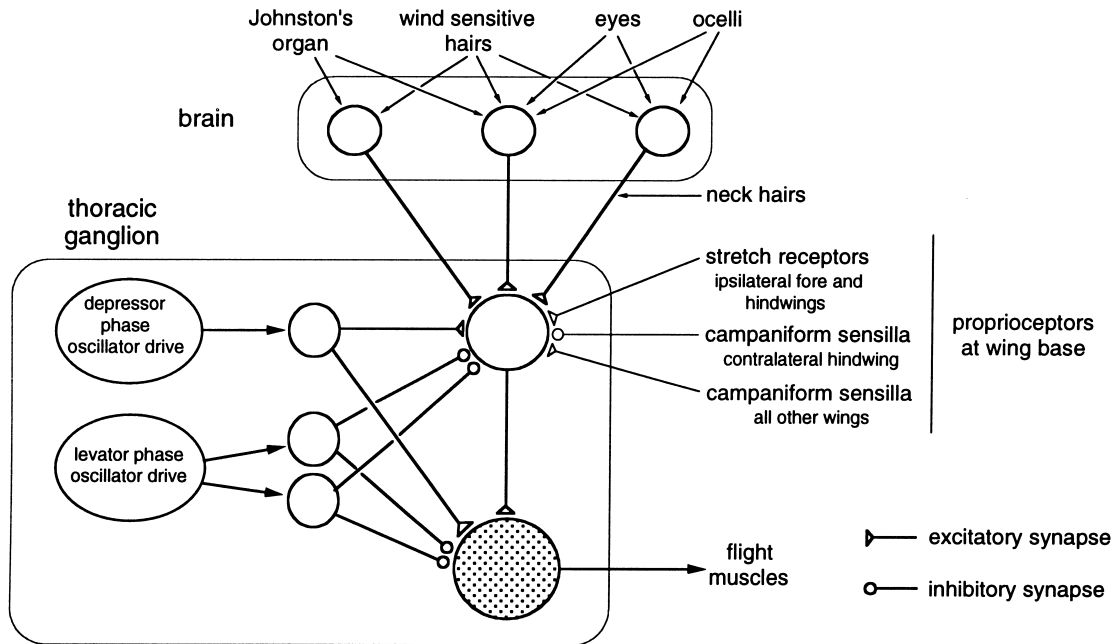 Johnston's
organ
wind sensitive
hairs
eyes
ocelli
brain
neck hairs
thoracic
ganglion
stretch receptors
ipsilateral fore and
hindwings
campaniform sensilla
contralateral hindwing
campaniform sensilla
all other wings
proprioceptors
at wing base
depressor
phase
oscillator drive
levator phase
oscillator drive
flight
muscles
excitatory synapse
inhibitory synapse